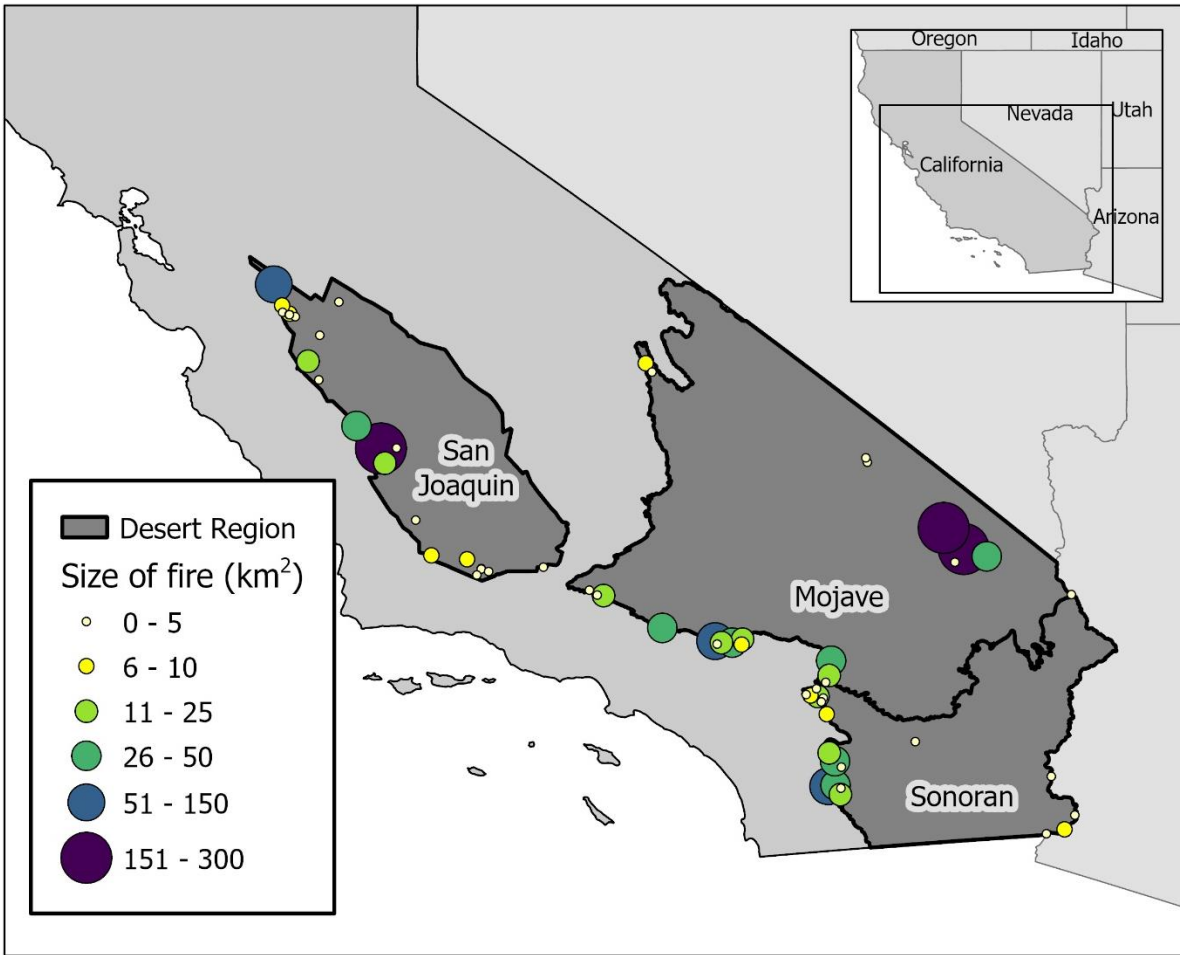 Oregon
Idaho
Nevada
Utah
California
Arizona
San
Joaquin
Mojave
Sonoran
Desert Region
Size of fire (km²)
0 - 5
6 - 10
11 - 25
26 - 50
51 - 150
151 - 300